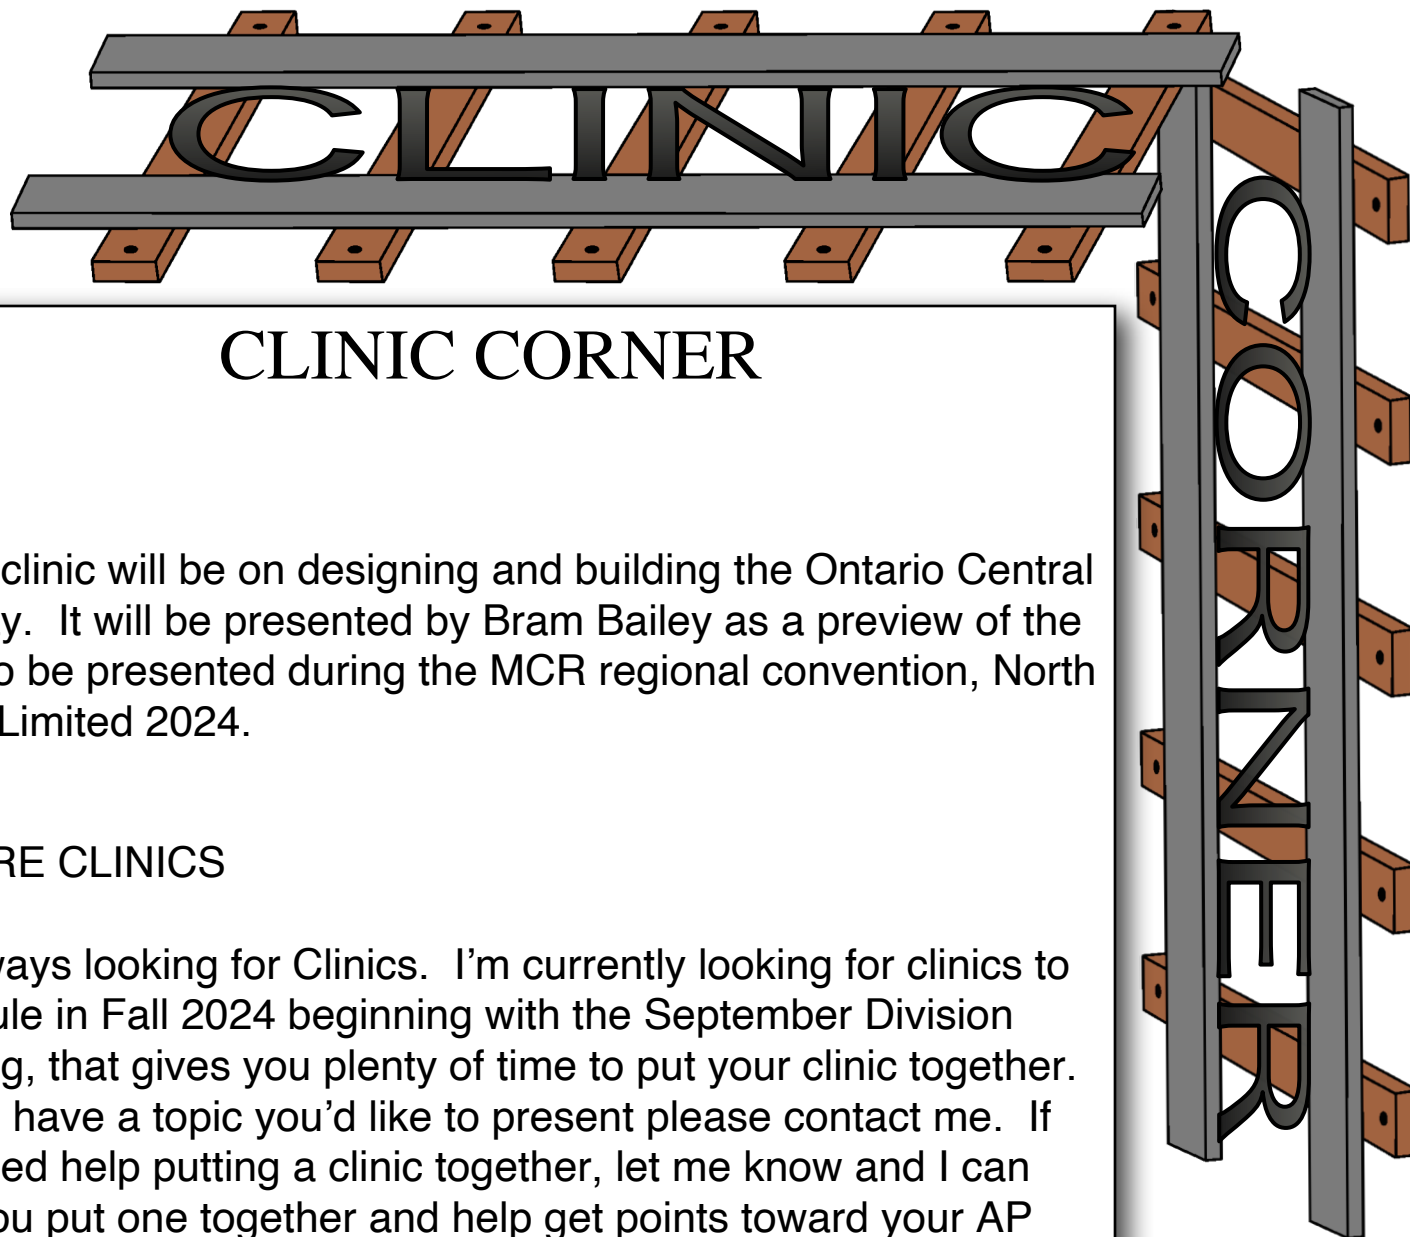 CLINIC
CORNER
CLINIC CORNER
clinic will be on designing and building the Ontario Central
y. It will be presented by Bram Bailey as a preview of the
o be presented during the MCR regional convention, North
Limited 2024.
RE CLINICS
ways looking for Clinics. I’m currently looking for clinics to
ule in Fall 2024 beginning with the September Division
g, that gives you plenty of time to put your clinic together.
have a topic you’d like to present please contact me. If
ed help putting a clinic together, let me know and I can
ou put one together and help get points toward your AP